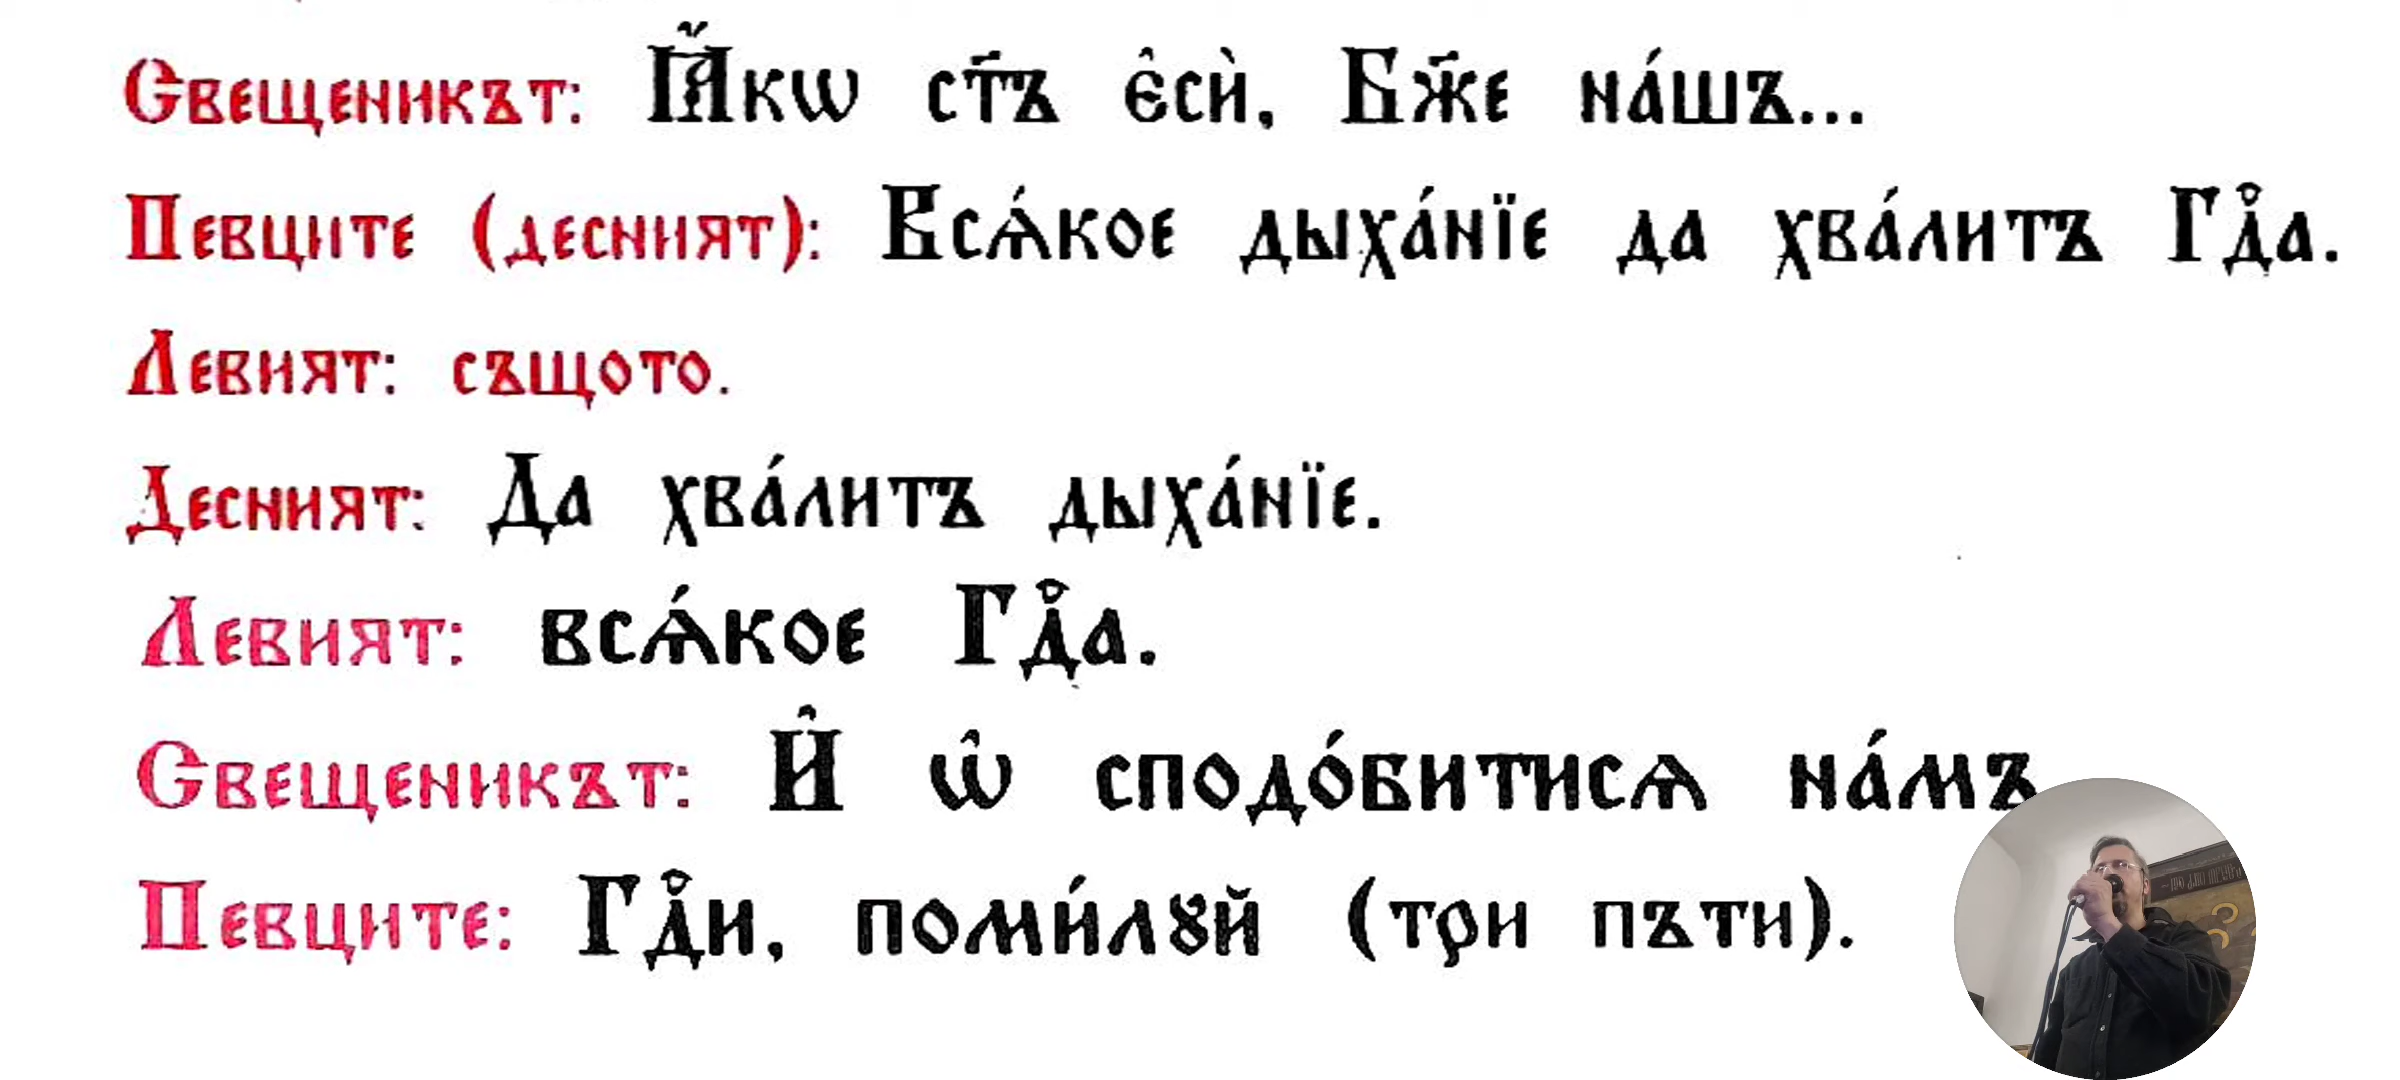 Свещеникът: Ꙗ҆́кѡ ст҃ъ є҆сѝ, Бж҃е на́шъ...
Певците (десният): Всѧ́кое дыха́нїе да хва́литъ Гдⷭ҇а.
Левият: същото.
Десният: Да хва́литъ дыха́нїе.
Левият: всѧ́кое Гдⷭ҇а.
Свещеникът: И҆ ѡ҆ сподо́битисѧ на́мъ
Певците: Гдⷭ҇и, поми́лꙋй (три пъти).